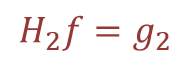 H₂f = g₂